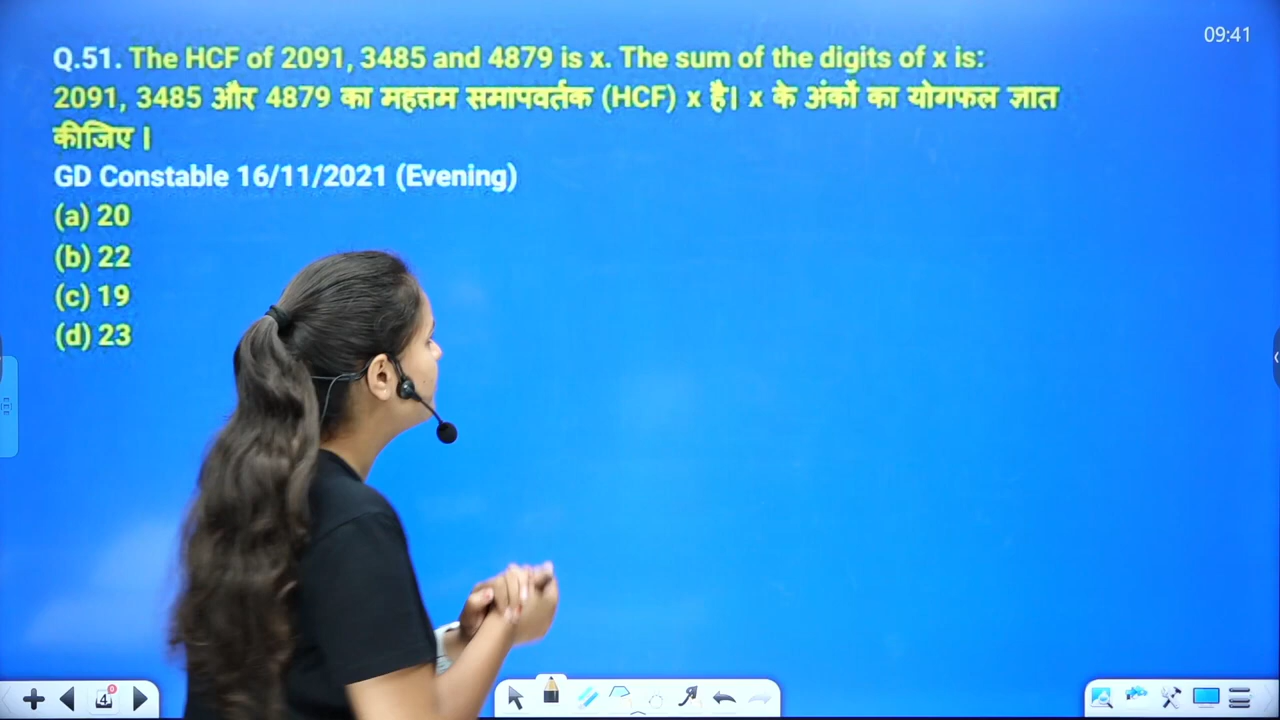 09:41
Q.51. The HCF of 2091, 3485 and 4879 is x. The sum of the digits of x is:
2091, 3485 और 4879 का महत्तम समापवर्तक (HCF) x है। x के अंकों का योगफल ज्ञात
कीजिए ।
GD Constable 16/11/2021 (Evening)
(a) 20
(b) 22
(c) 19
(d) 23
4